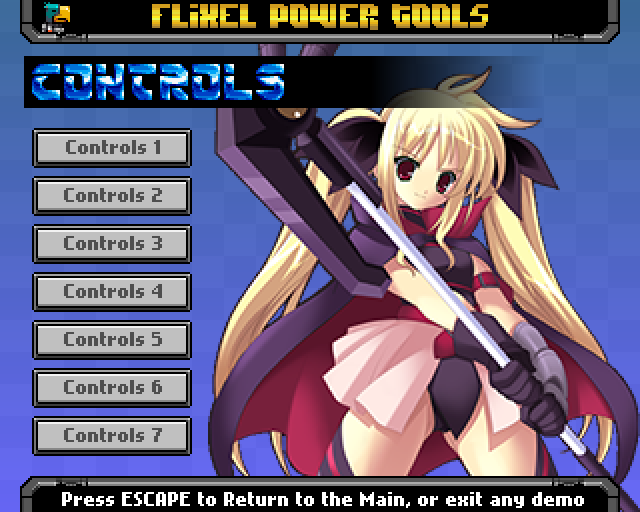 FLiXEL POWER TOOLS
CONTROLS
Controls 1
Controls 2
Controls 3
Controls 4
Controls 5
Controls 6
Controls 7
Press ESCAPE to Return to the Main, or exit any demo